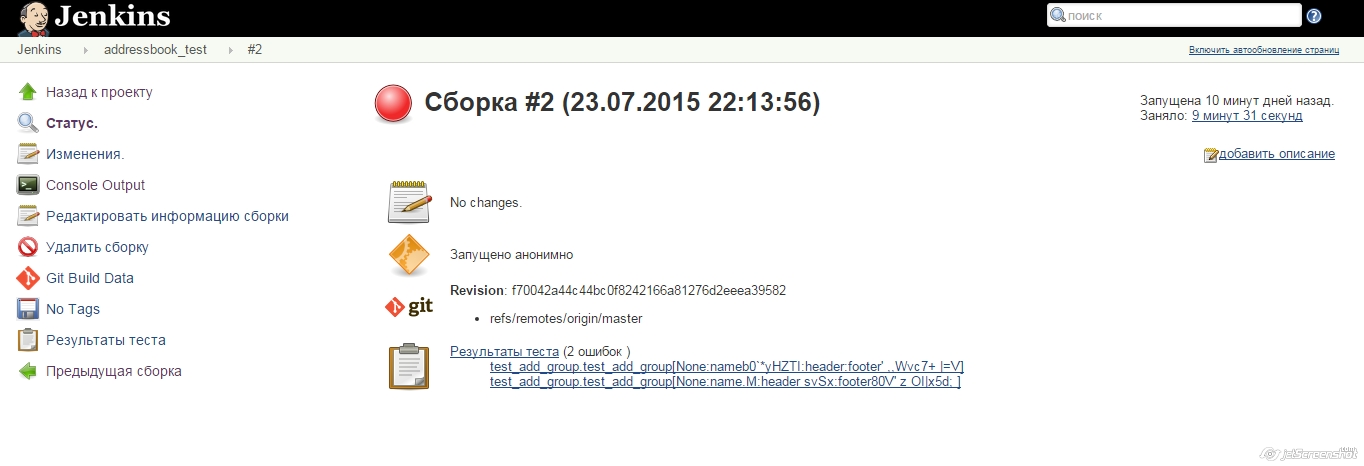 Jenkins
поиск
Jenkins addressbook_test #2
Включить автообновление страниц
Назад к проекту
Статус.
Изменения.
Console Output
Редактировать информацию сборки
Удалить сборку
Git Build Data
No Tags
Результаты теста
Предыдущая сборка
Сборка #2 (23.07.2015 22:13:56)
Запущена 10 минут дней назад.
Заняло: 9 минут 31 секунд
добавить описание
No changes.
Запущено анонимно
git
Revision: f70042a44c44bc0f8242166a81276d2eeea39582
refs/remotes/origin/master
Результаты теста (2 ошибок )
test_add_group.test_add_group[None:nameb0`*yHZTI:header:footer' ,,Wvc7+ |=V]
test_add_group.test_add_group[None:name.M:header svSx:footer80V' z OI|x5d; ]
jetScreenshot